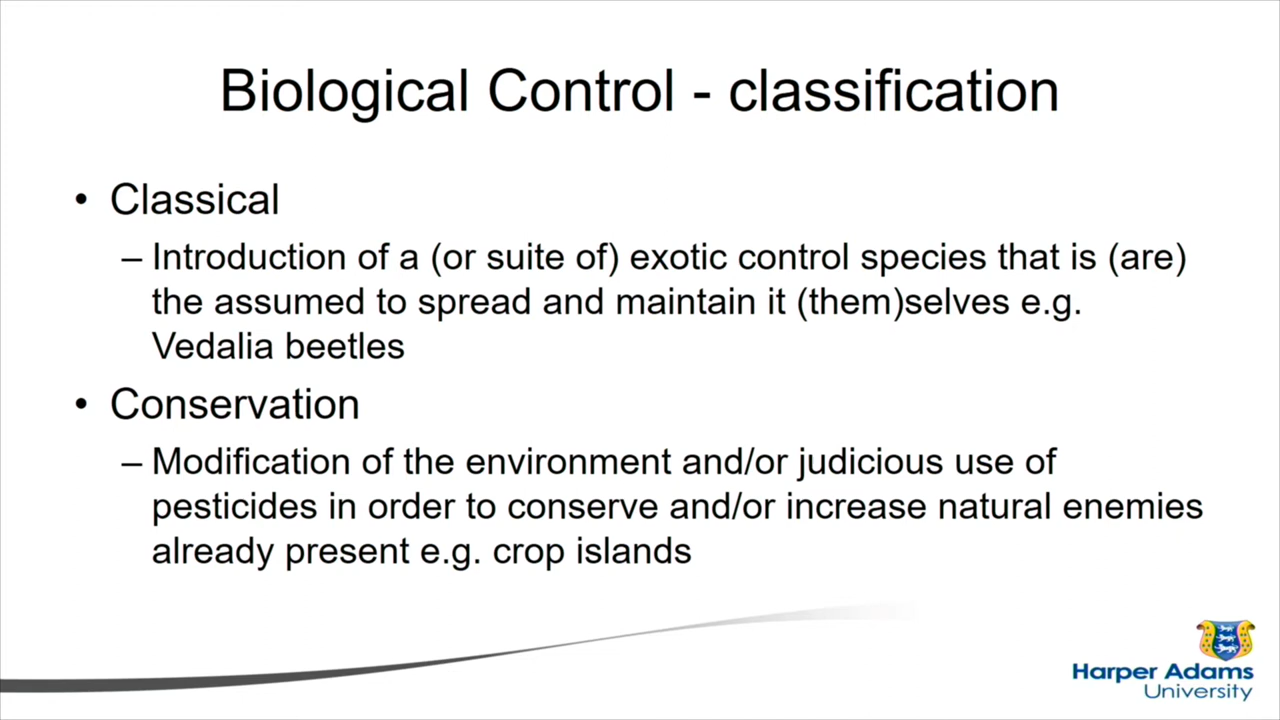 Biological Control - classification
• Classical
– Introduction of a (or suite of) exotic control species that is (are)
the assumed to spread and maintain it (them)selves e.g.
Vedalia beetles
• Conservation
– Modification of the environment and/or judicious use of
pesticides in order to conserve and/or increase natural enemies
already present e.g. crop islands
Harper Adams
University